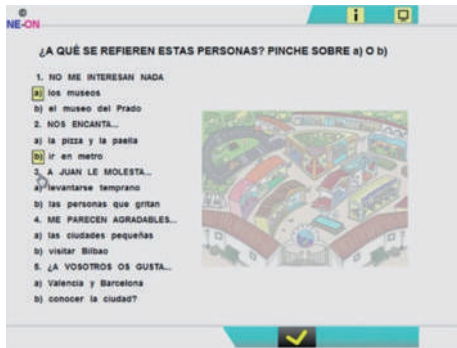 NE-ON
i
¿A QUÉ SE REFIEREN ESTAS PERSONAS? PINCHE SOBRE a) O b)
1. NO ME INTERESAN NADA
a) los museos
b) el museo del Prado
2. NOS ENCANTA...
a) la pizza y la paella
b) ir en metro
3. A JUAN LE MOLESTA...
a) levantarse temprano
b) las personas que gritan
4. ME PARECEN AGRADABLES...
a) las ciudades pequeñas
b) visitar Bilbao
5. ¿A VOSOTROS OS GUSTA...
a) Valencia y Barcelona
b) conocer la ciudad?